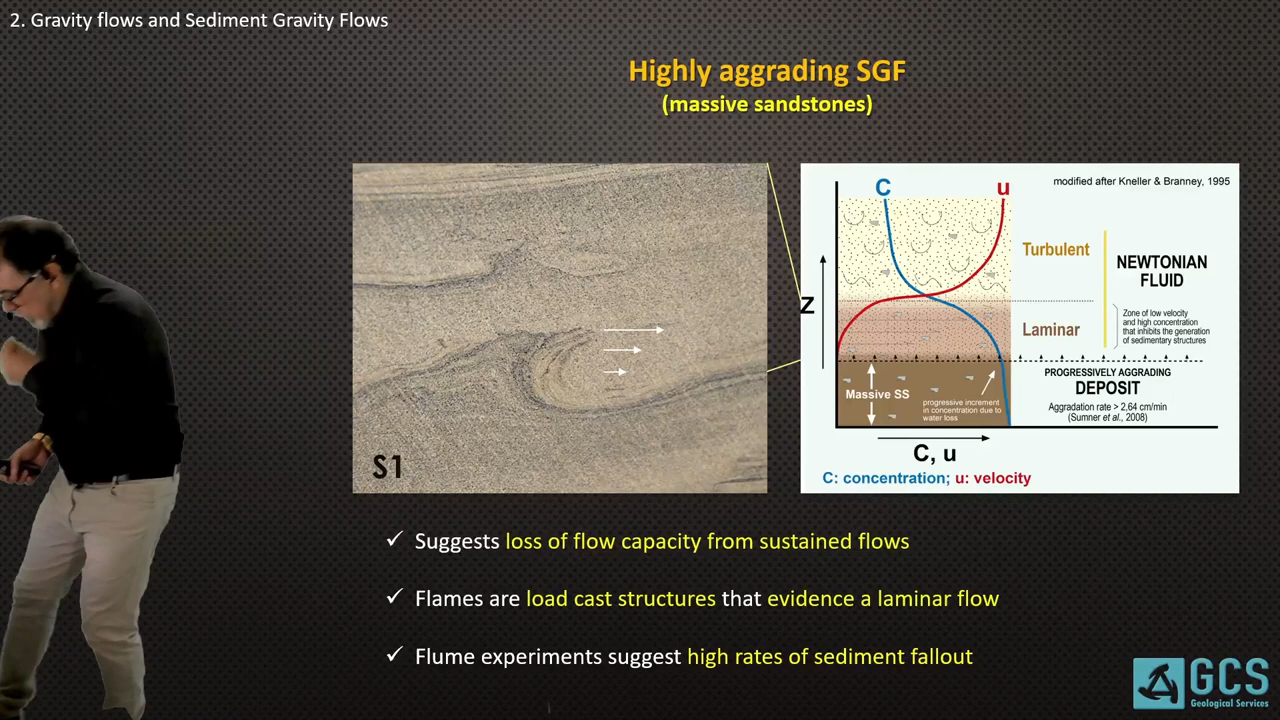 2. Gravity flows and Sediment Gravity Flows
Highly aggrading SGF
(massive sandstones)
S1
C
u
modified after Kneller & Branney, 1995
Turbulent
NEWTONIAN
FLUID
Z
Laminar
Zone of low velocity
and high concentration
that inhibits the generation
of sedimentary structures
PROGRESSIVELY AGGRADING
DEPOSIT
Aggradation rate > 2,64 cm/min
(Sumner et al., 2008)
Massive SS
progressive increment
in concentration due to
water loss
C, u
C: concentration; u: velocity
✓ Suggests loss of flow capacity from sustained flows
✓ Flames are load cast structures that evidence a laminar flow
✓ Flume experiments suggest high rates of sediment fallout
GCS
Geological Services